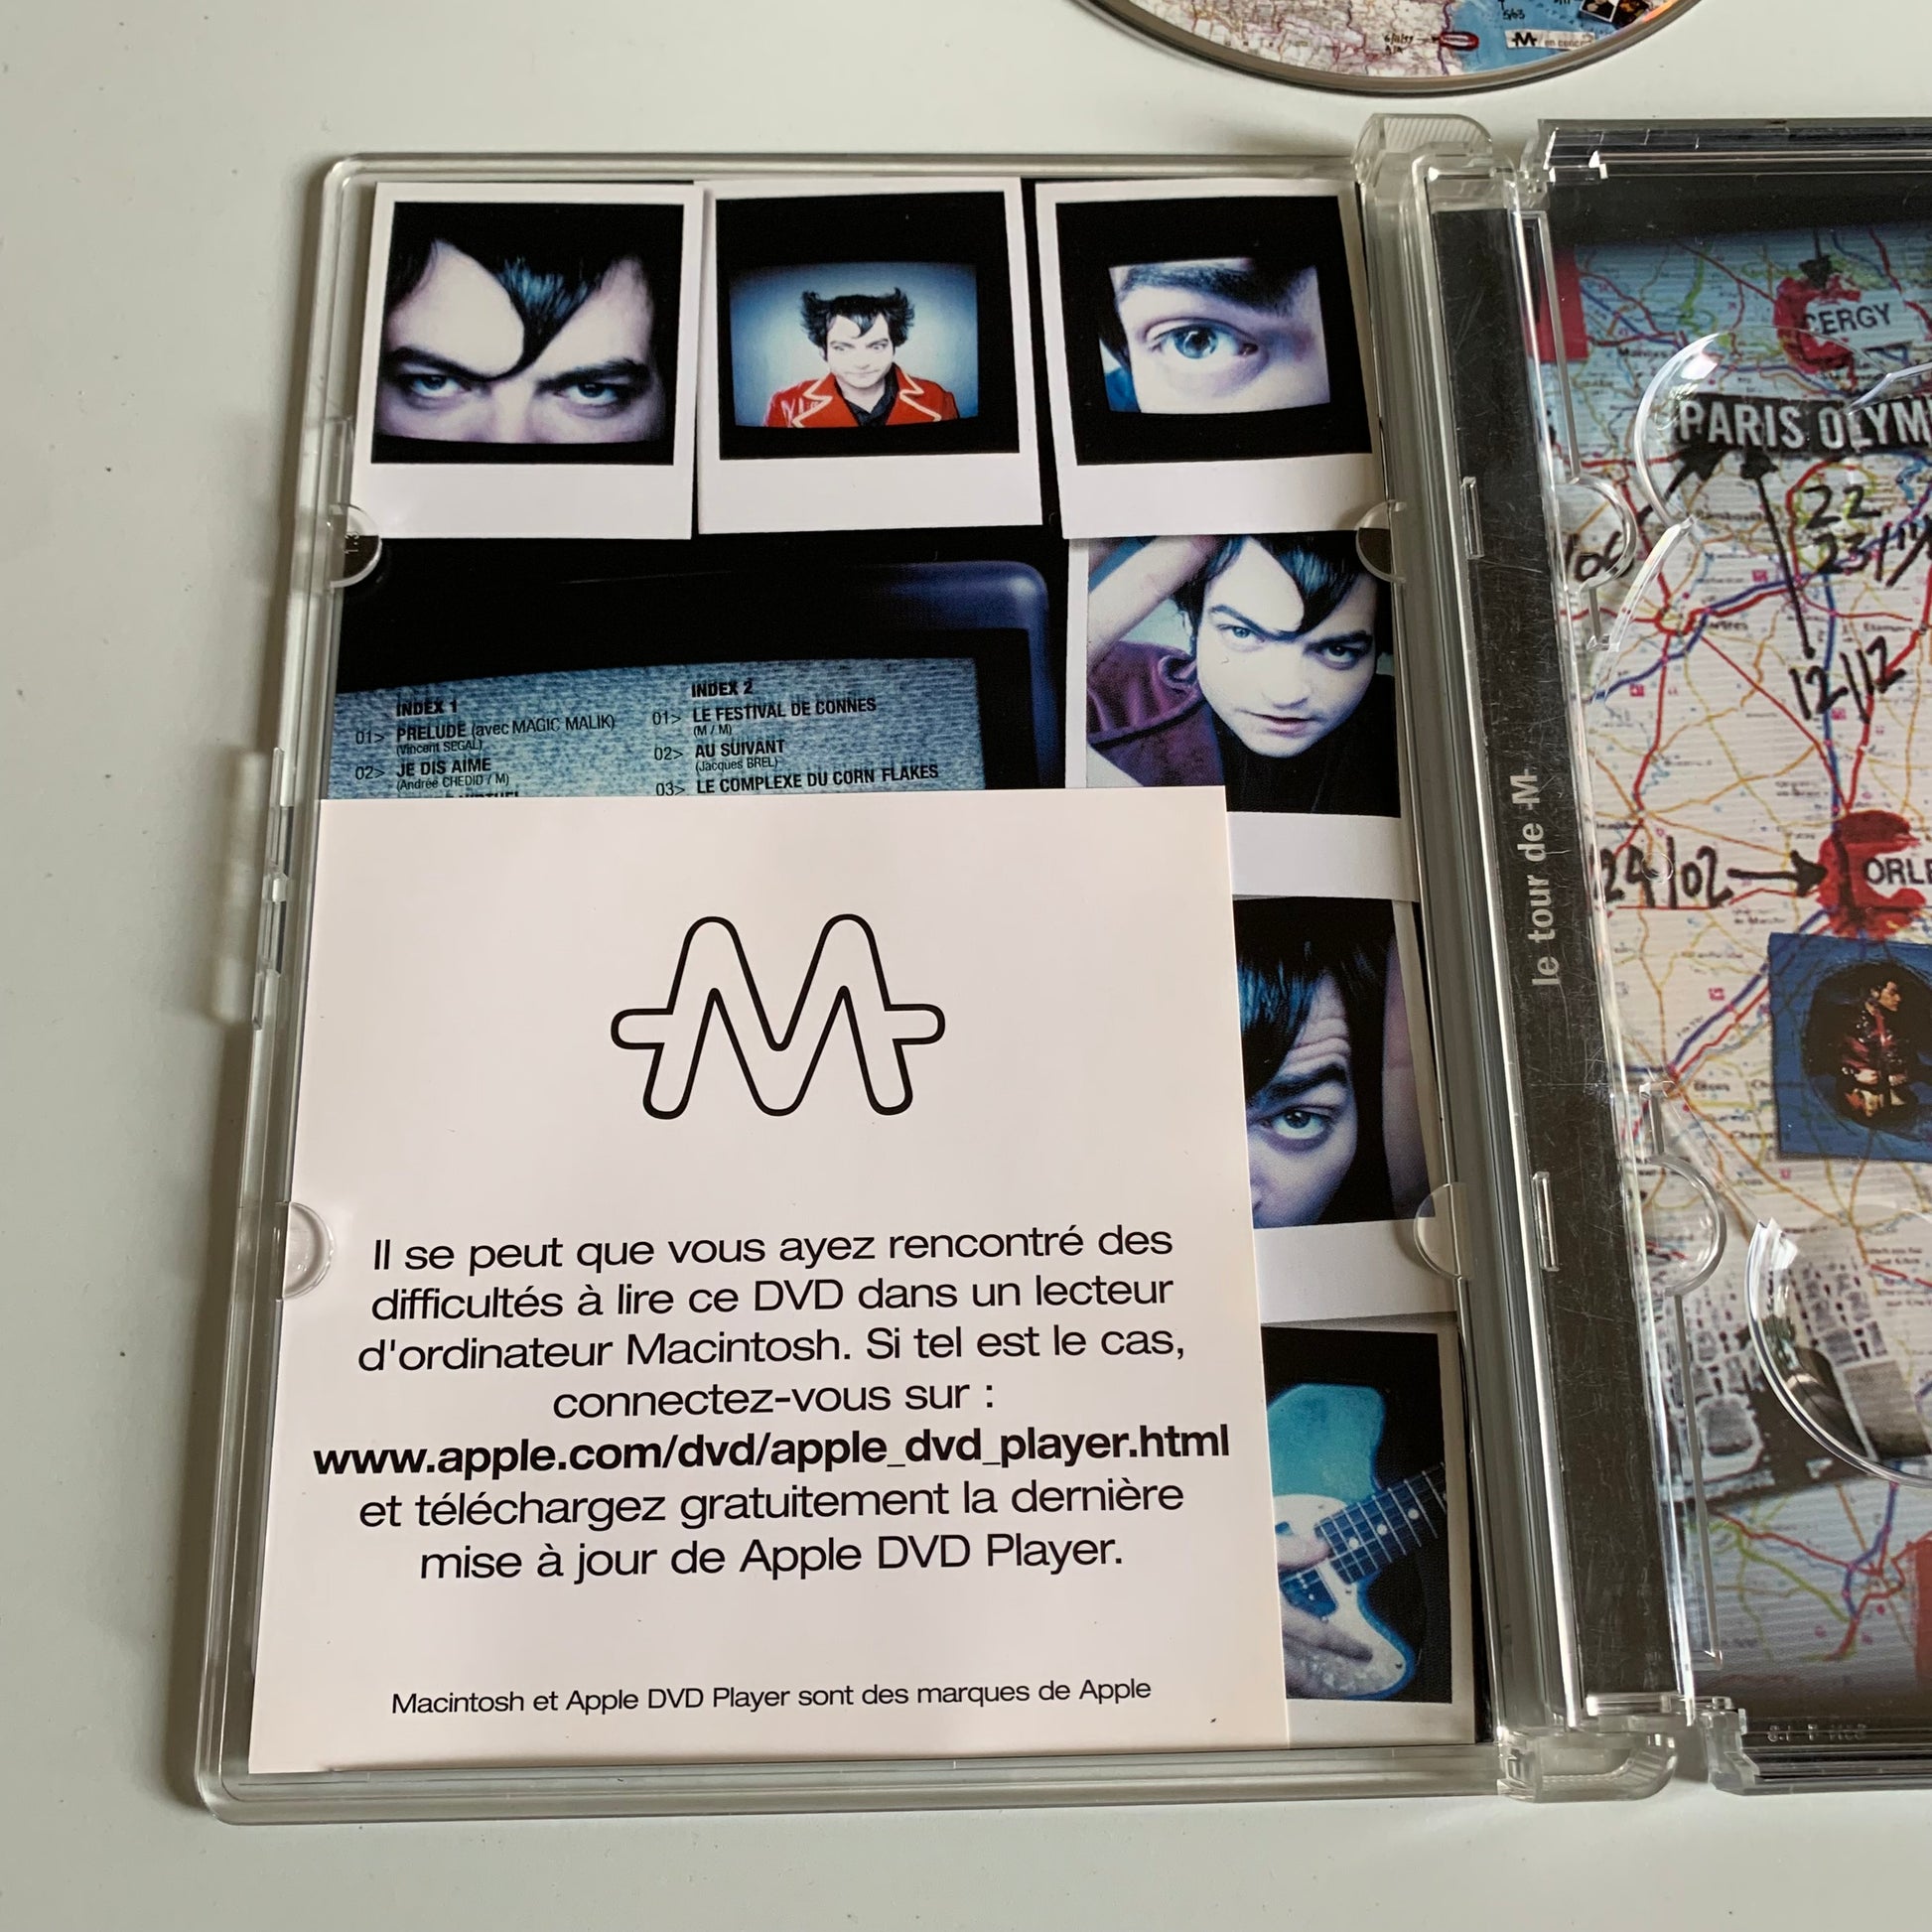 INDEX 1
01> PRELUDE (avec MAGIC MALIK)
(Vincent SEGAL)
02> JE DIS AIME
(Andrée CHEDID / M)
INDEX 2
01> LE FESTIVAL DE CONNES
(M / M)
02> AU SUIVANT
(Jacques BREL)
03> LE COMPLEXE DU CORN FLAKES
M
Il se peut que vous ayez rencontré des
difficultés à lire ce DVD dans un lecteur
d'ordinateur Macintosh. Si tel est le cas,
connectez-vous sur :
www.apple.com/dvd/apple_dvd_player.html
et téléchargez gratuitement la dernière
mise à jour de Apple DVD Player.
Macintosh et Apple DVD Player sont des marques de Apple
le tour de M
CERGY
PARIS OLYM
22
23/11
12/12
29/02
ORLE